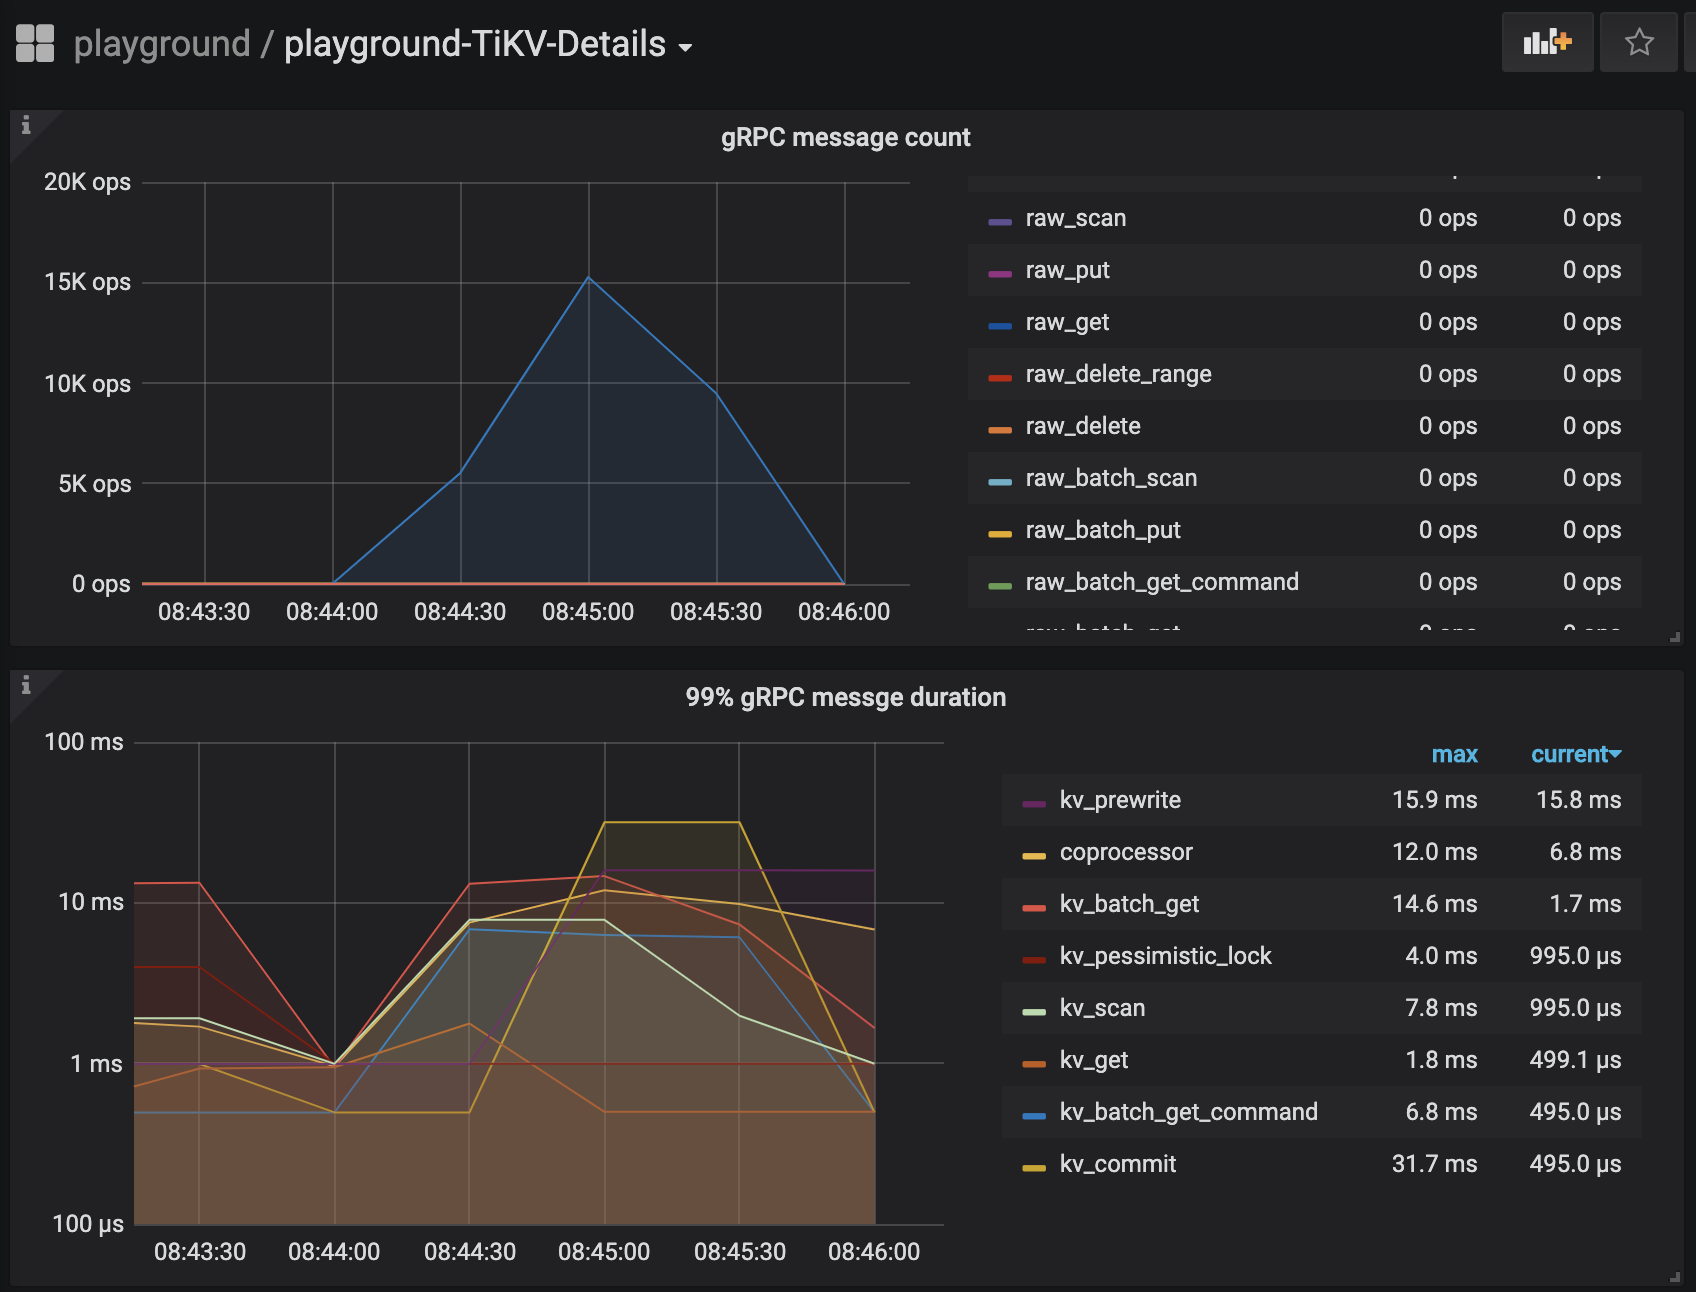 playground / playground-TiKV-Details
gRPC message count
20K ops
15K ops
10K ops
5K ops
0 ops
08:43:30 08:44:00 08:44:30 08:45:00 08:45:30 08:46:00
raw_scan 0 ops 0 ops
raw_put 0 ops 0 ops
raw_get 0 ops 0 ops
raw_delete_range 0 ops 0 ops
raw_delete 0 ops 0 ops
raw_batch_scan 0 ops 0 ops
raw_batch_put 0 ops 0 ops
raw_batch_get_command 0 ops 0 ops
99% gRPC messge duration
100 ms
10 ms
1 ms
100 µs
08:43:30 08:44:00 08:44:30 08:45:00 08:45:30 08:46:00
max current
kv_prewrite 15.9 ms 15.8 ms
coprocessor 12.0 ms 6.8 ms
kv_batch_get 14.6 ms 1.7 ms
kv_pessimistic_lock 4.0 ms 995.0 µs
kv_scan 7.8 ms 995.0 µs
kv_get 1.8 ms 499.1 µs
kv_batch_get_command 6.8 ms 495.0 µs
kv_commit 31.7 ms 495.0 µs